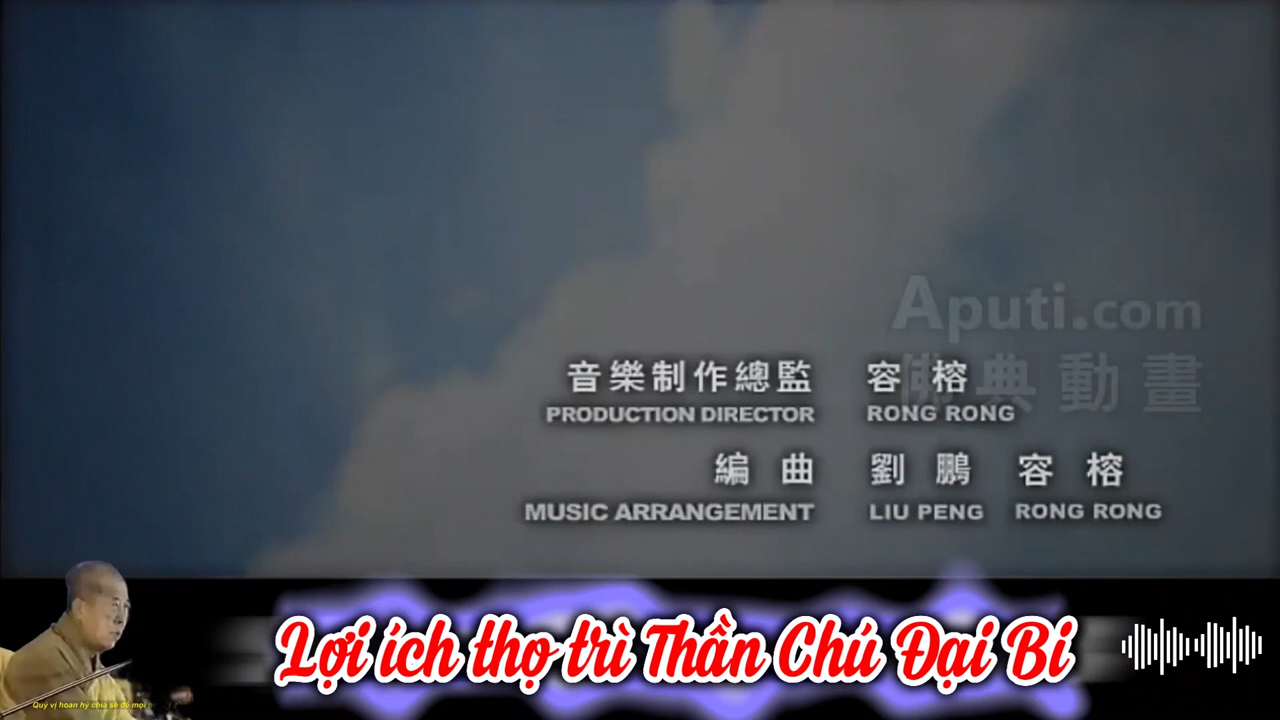 Aputi.com
佛典動畫
音樂制作總監 容榕
PRODUCTION DIRECTOR RONG RONG
編曲 劉鵬 容榕
MUSIC ARRANGEMENT LIU PENG RONG RONG
Lợi ích thọ trì Thần Chú Đại Bi
Quý vị hoan hỷ chia sẻ để mọi